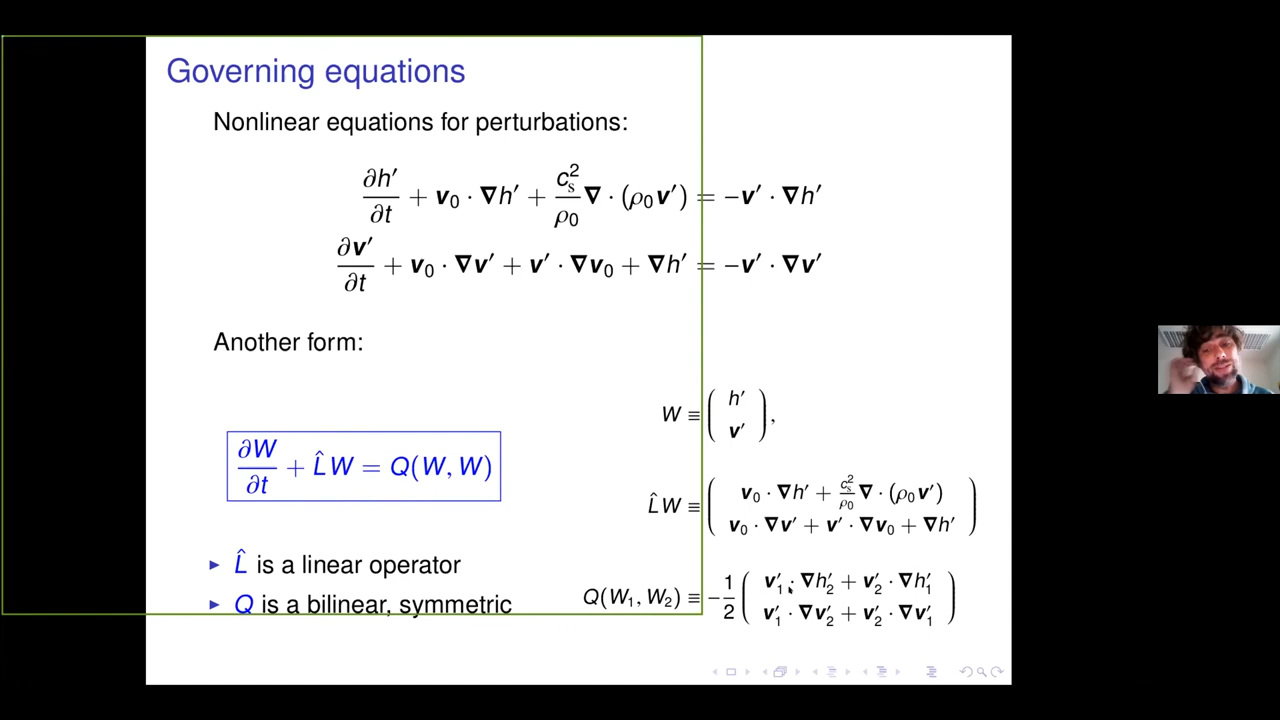 Governing equations
Nonlinear equations for perturbations:
∂h′/∂t + v₀ · ∇h′ + c_s²/ρ₀ ∇ · (ρ₀v′) = −v′ · ∇h′
∂v′/∂t + v₀ · ∇v′ + v′ · ∇v₀ + ∇h′ = −v′ · ∇v′
Another form:
W ≡ ( h′ v′ ),
∂W/∂t + L̂W = Q(W, W)
L̂W ≡ ( v₀ · ∇h′ + c_s²/ρ₀ ∇ · (ρ₀v′)
v₀ · ∇v′ + v′ · ∇v₀ + ∇h′ )
▸ L̂ is a linear operator
▸ Q is a bilinear, symmetric
Q(W₁, W₂) ≡ −1/2 ( v′₁ · ∇h′₂ + v′₂ · ∇h′₁
v′₁ · ∇v′₂ + v′₂ · ∇v′₁ )